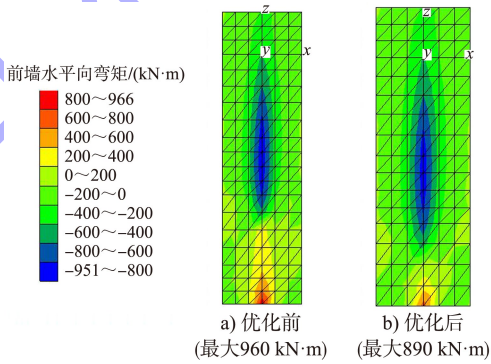 z
y
x
z
y
x
前墙水平向弯矩/(kN·m)
800～966
600～800
400～600
200～400
0～200
−200～0
−400～−200
−600～−400
−800～−600
−951～−800
a) 优化前
(最大960 kN·m)
b) 优化后
(最大890 kN·m)